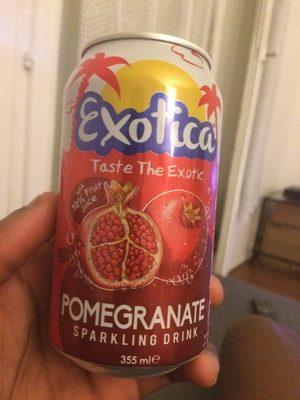 Exotica
Taste The Exotic
with
10% Fruit
Juice
POMEGRANATE
SPARKLING DRINK
355 ml e